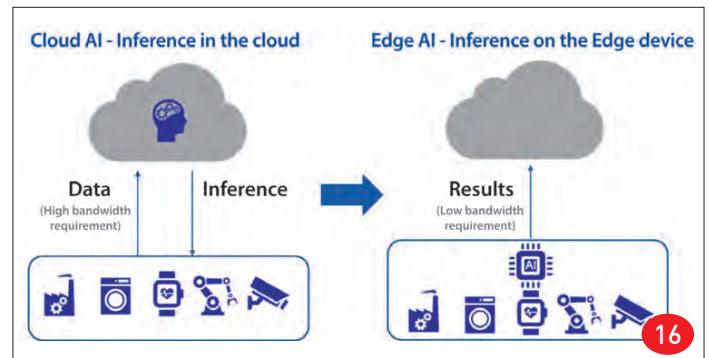 Cloud AI - Inference in the cloud
Data
(High bandwidth
requirement)
Inference
Edge AI - Inference on the Edge device
Results
(Low bandwidth
requirement)
AI
16